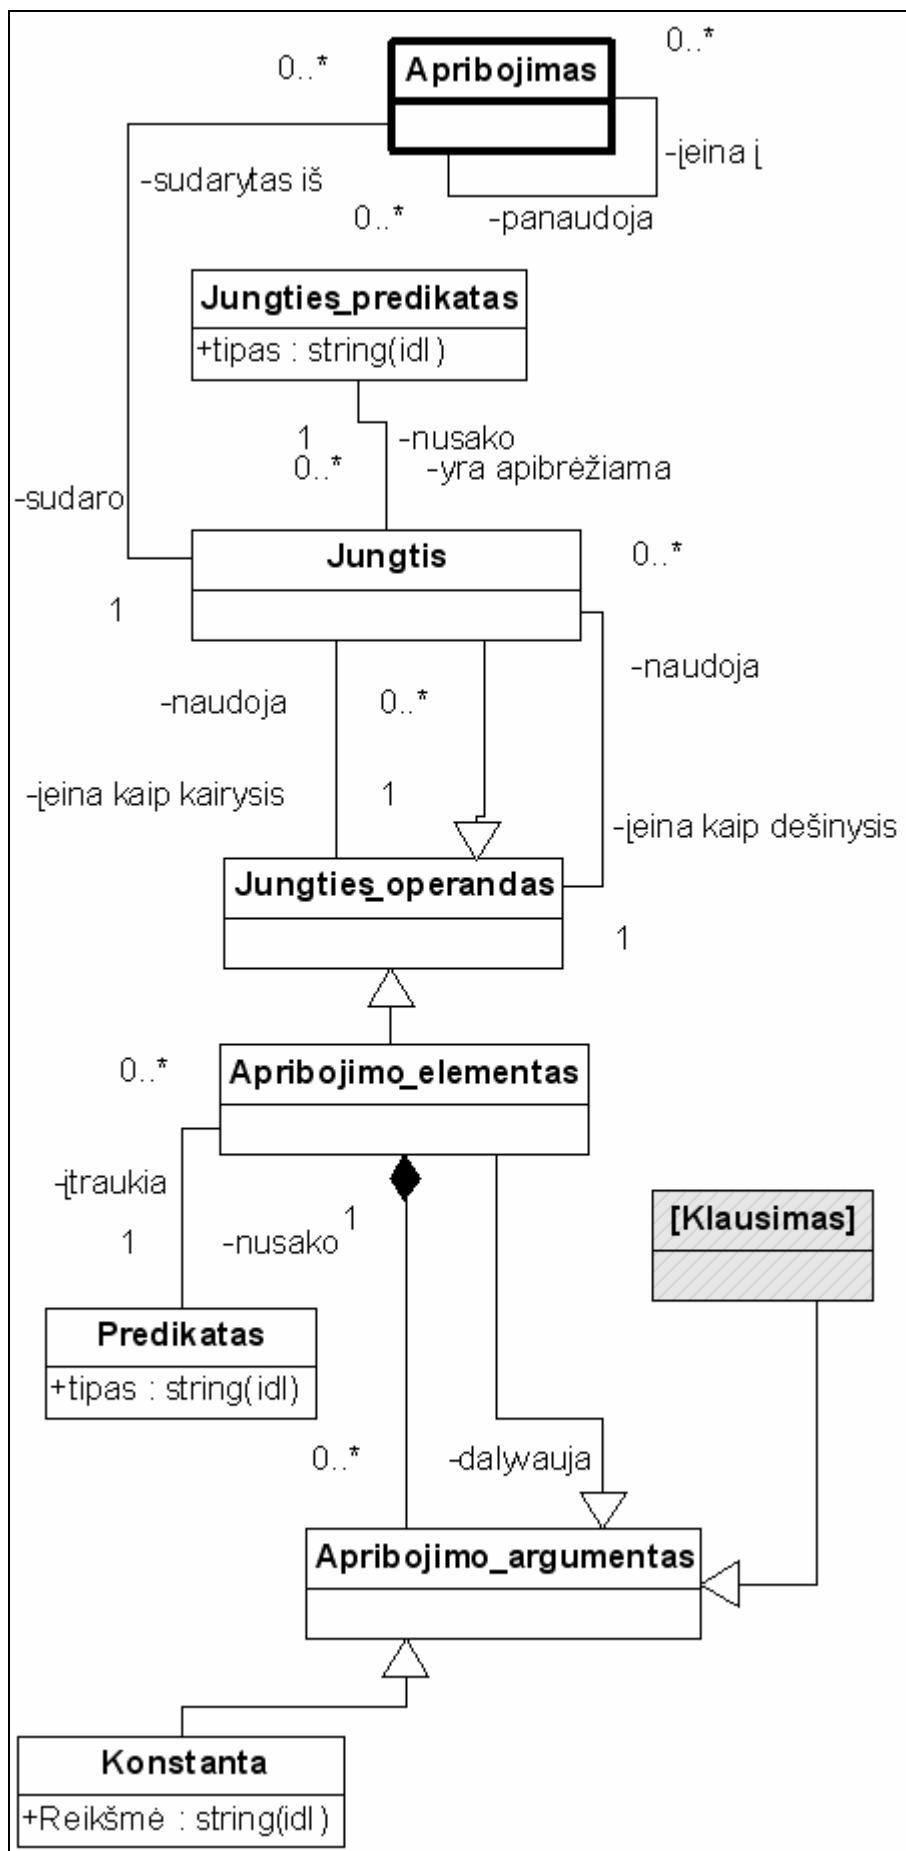 0..*
Apribojimas
0..*
-įeina į
-sudarytas iš
0..*
-panaudoja
Jungties_predikatas
+tipas : string(idl)
1
-nusako
0..*
-yra apibrėžiama
-sudaro
Jungtis
0..*
1
-naudoja
0..*
-naudoja
-įeina kaip kairysis
1
-įeina kaip dešinysis
Jungties_operandas
1
0..*
Apribojimo_elementas
-įtraukia
1
-nusako
1
[Klausimas]
Predikatas
+tipas : string(idl)
0..*
-dalyvauja
Apribojimo_argumentas
Konstanta
+Reikšmė : string(idl)